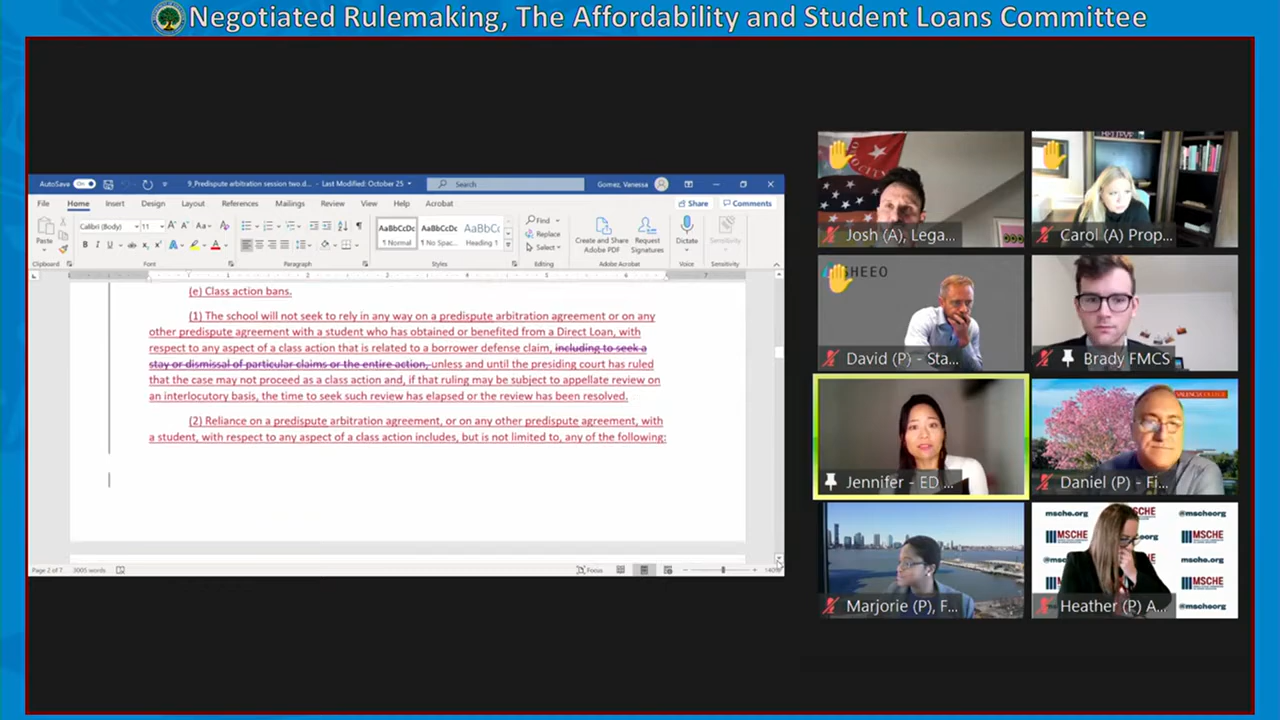 Negotiated Rulemaking, The Affordability and Student Loans Committee
AutoSave On 9_Predispute arbitration session two.d... - Last Modified: October 25 Search Gomez, Vanessa
File Home Insert Design Layout References Mailings Review View Help Acrobat Share Comments
Paste Calibri (Body) 11 AaBbCcDc AaBbCcDc AaBbCc Find Replace Select Create and Share Adobe PDF Request Signatures Dictate Sensitivity
1 Normal 1 No Spac... Heading 1
Clipboard Font Paragraph Styles Editing Adobe Acrobat Voice Sensitivity
(e) Class action bans.
(1) The school will not seek to rely in any way on a predispute arbitration agreement or on any
other predispute agreement with a student who has obtained or benefited from a Direct Loan, with
respect to any aspect of a class action that is related to a borrower defense claim, including to seek a
stay or dismissal of particular claims or the entire action, unless and until the presiding court has ruled
that the case may not proceed as a class action and, if that ruling may be subject to appellate review on
an interlocutory basis, the time to seek such review has elapsed or the review has been resolved.
(2) Reliance on a predispute arbitration agreement, or on any other predispute agreement, with
a student, with respect to any aspect of a class action includes, but is not limited to, any of the following:
Page 2 of 7 3005 words Focus 140%
Josh (A), Lega...
Carol (A) Prop...
SHEEO
David (P) - Sta...
Brady FMCS
Jennifer - ED ...
VALENCIA COLLEGE
Daniel (P) - Fi...
Marjorie (P), F...
msche.org MSCHE @mscheorg
MSCHE MSCHE
Heather (P) A...